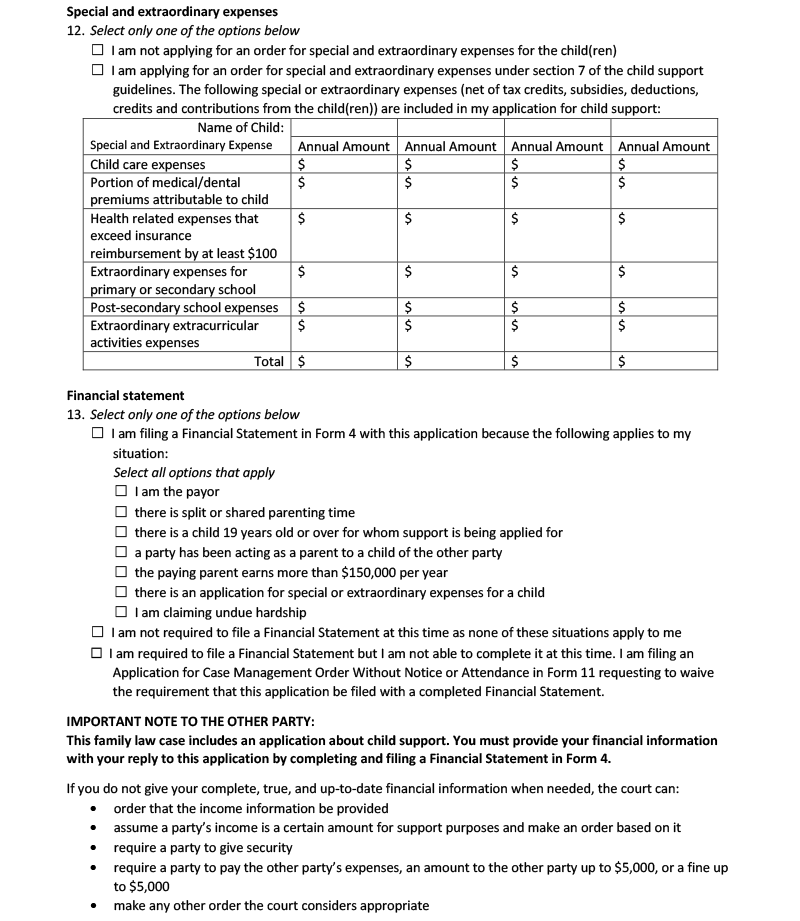 Special and extraordinary expenses
12. Select only one of the options below
☐ I am not applying for an order for special and extraordinary expenses for the child(ren)
☐ I am applying for an order for special and extraordinary expenses under section 7 of the child support
guidelines. The following special or extraordinary expenses (net of tax credits, subsidies, deductions,
credits and contributions from the child(ren)) are included in my application for child support:
Name of Child:
Special and Extraordinary Expense Annual Amount Annual Amount Annual Amount Annual Amount
Child care expenses $ $ $ $
Portion of medical/dental $ $ $ $
premiums attributable to child
Health related expenses that $ $ $ $
exceed insurance
reimbursement by at least $100
Extraordinary expenses for $ $ $ $
primary or secondary school
Post-secondary school expenses $ $ $ $
Extraordinary extracurricular $ $ $ $
activities expenses
Total $ $ $ $
Financial statement
13. Select only one of the options below
☐ I am filing a Financial Statement in Form 4 with this application because the following applies to my
situation:
Select all options that apply
☐ I am the payor
☐ there is split or shared parenting time
☐ there is a child 19 years old or over for whom support is being applied for
☐ a party has been acting as a parent to a child of the other party
☐ the paying parent earns more than $150,000 per year
☐ there is an application for special or extraordinary expenses for a child
☐ I am claiming undue hardship
☐ I am not required to file a Financial Statement at this time as none of these situations apply to me
☐ I am required to file a Financial Statement but I am not able to complete it at this time. I am filing an
Application for Case Management Order Without Notice or Attendance in Form 11 requesting to waive
the requirement that this application be filed with a completed Financial Statement.
IMPORTANT NOTE TO THE OTHER PARTY:
This family law case includes an application about child support. You must provide your financial information
with your reply to this application by completing and filing a Financial Statement in Form 4.
If you do not give your complete, true, and up-to-date financial information when needed, the court can:
• order that the income information be provided
• assume a party's income is a certain amount for support purposes and make an order based on it
• require a party to give security
• require a party to pay the other party's expenses, an amount to the other party up to $5,000, or a fine up
to $5,000
• make any other order the court considers appropriate